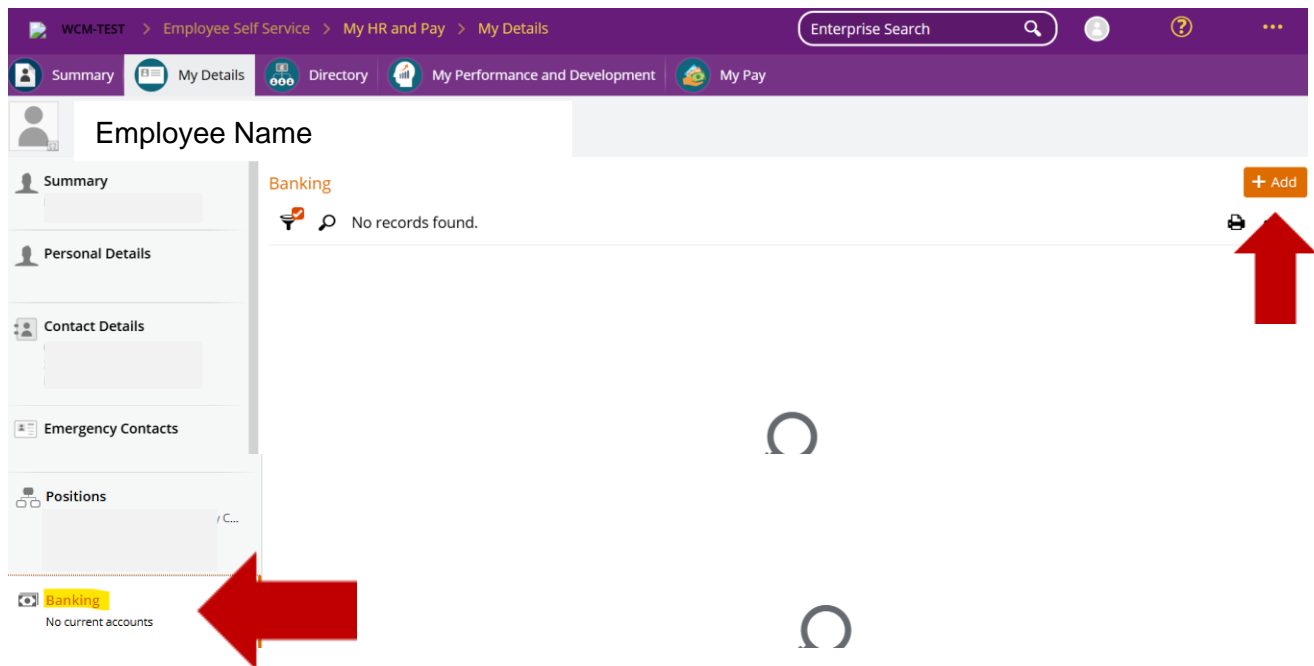 WCM-TEST > Employee Self Service > My HR and Pay > My Details Enterprise Search ? •••
Summary My Details Directory My Performance and Development My Pay
Employee Name
Summary
Banking
+ Add
No records found.
Personal Details
Contact Details
Emergency Contacts
Positions
y C...
Banking
No current accounts